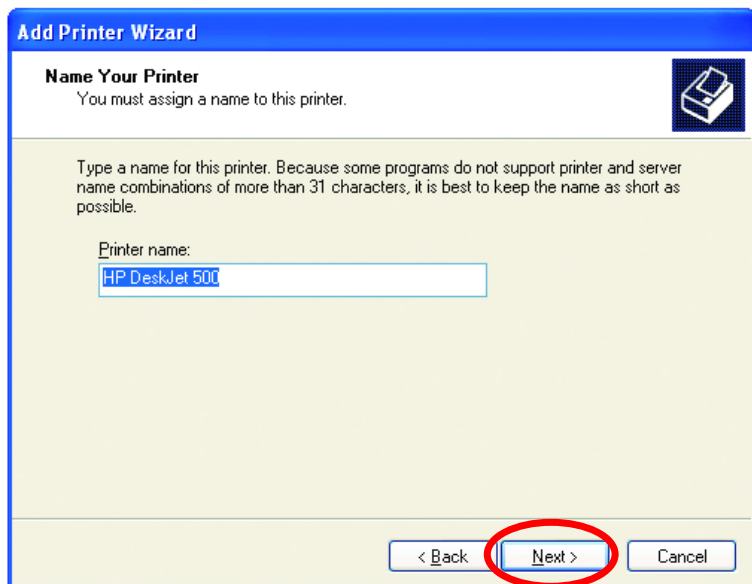 Add Printer Wizard
Name Your Printer
You must assign a name to this printer.
Type a name for this printer. Because some programs do not support printer and server
name combinations of more than 31 characters, it is best to keep the name as short as
possible.
Printer name:
HP DeskJet 500
< Back Next > Cancel